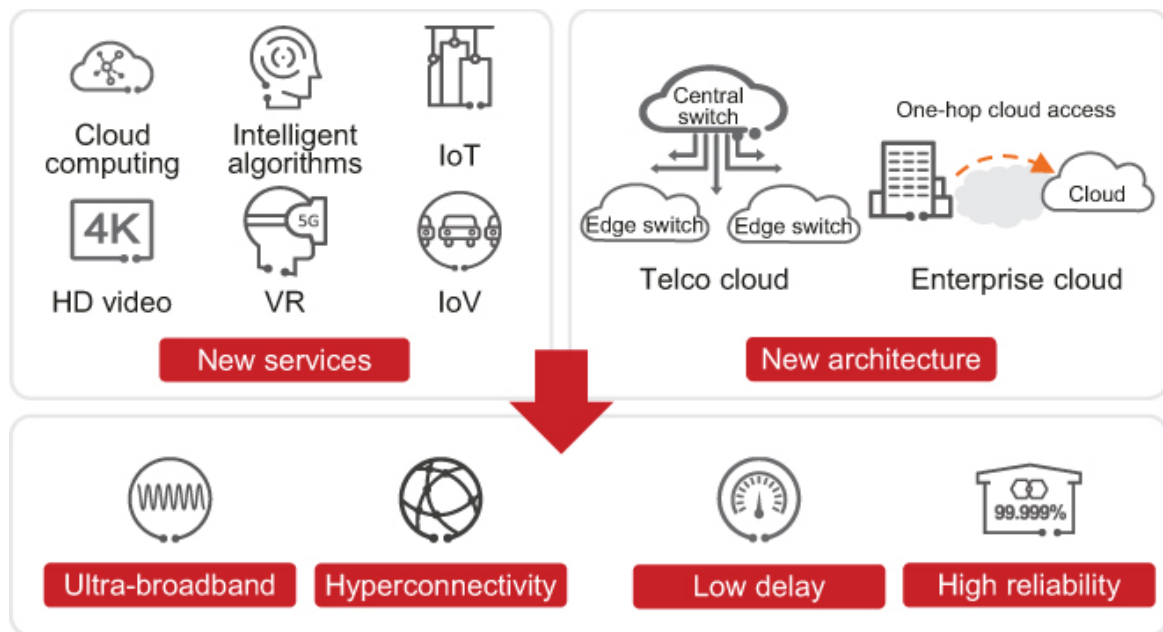 Cloud
computing
Intelligent
algorithms
IoT
4K
HD video
5G
VR
IoV
New services
Central
switch
Edge switch
Edge switch
Telco cloud
One-hop cloud access
Cloud
Enterprise cloud
New architecture
Ultra-broadband
Hyperconnectivity
Low delay
99.999%
High reliability